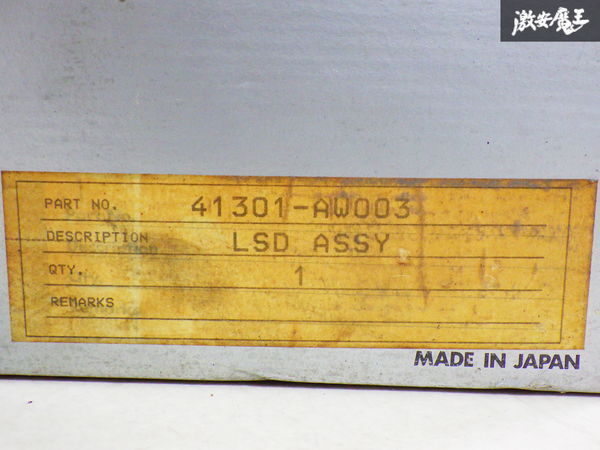 激安魔王
PART NO. 41301-AW003
DESCRIPTION LSD ASSY
QTY. 1
REMARKS
MADE IN JAPAN